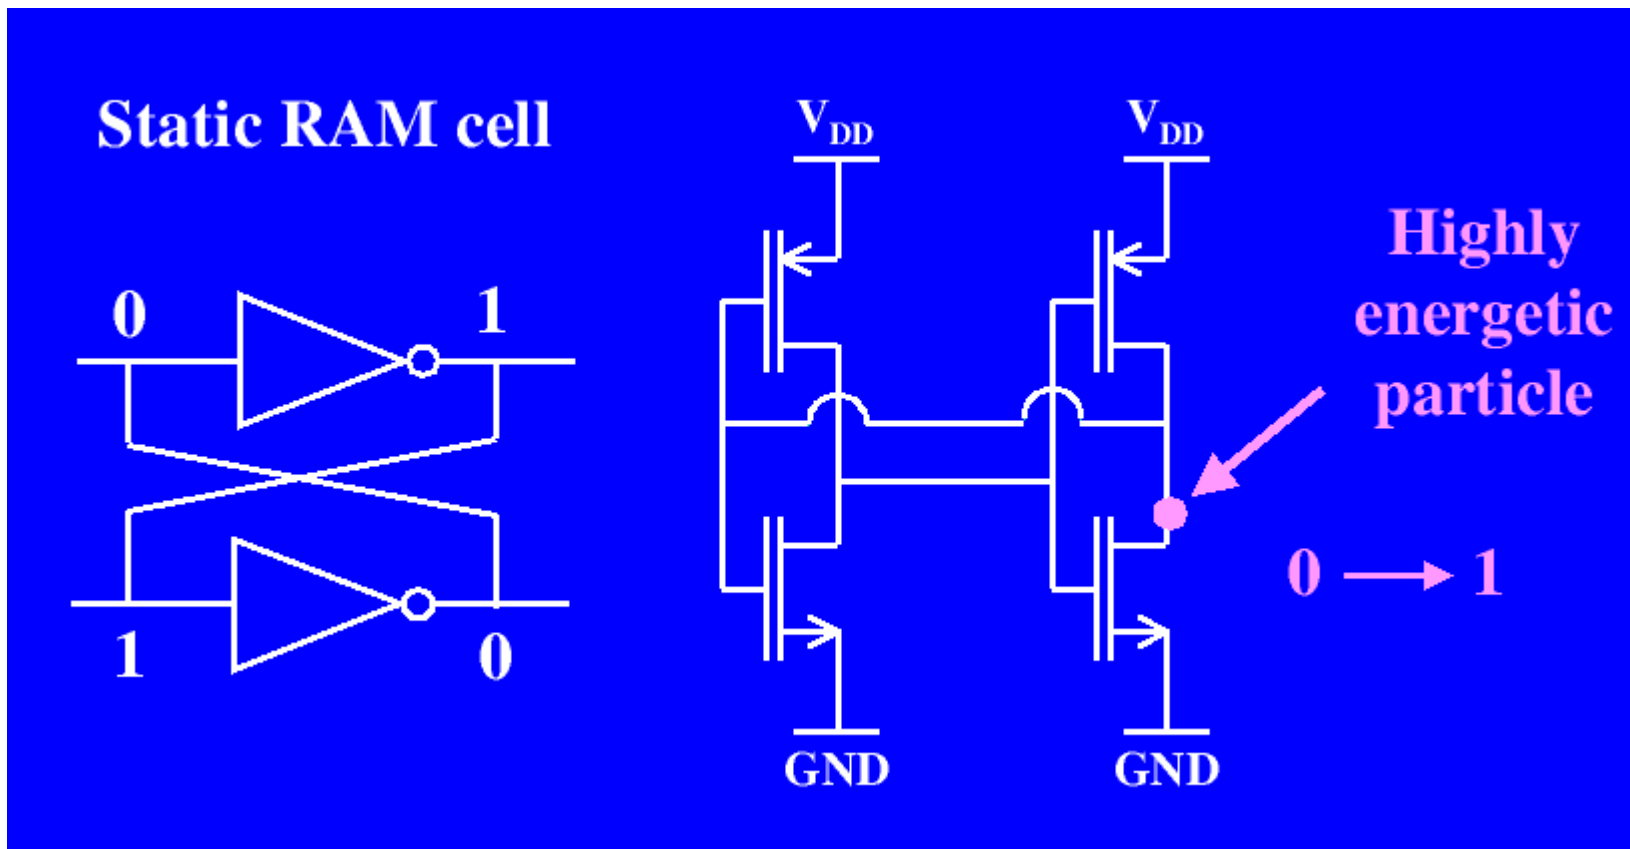 Static RAM cell
V_DD
V_DD
Highly
energetic
particle
0
1
0 → 1
1
0
GND
GND